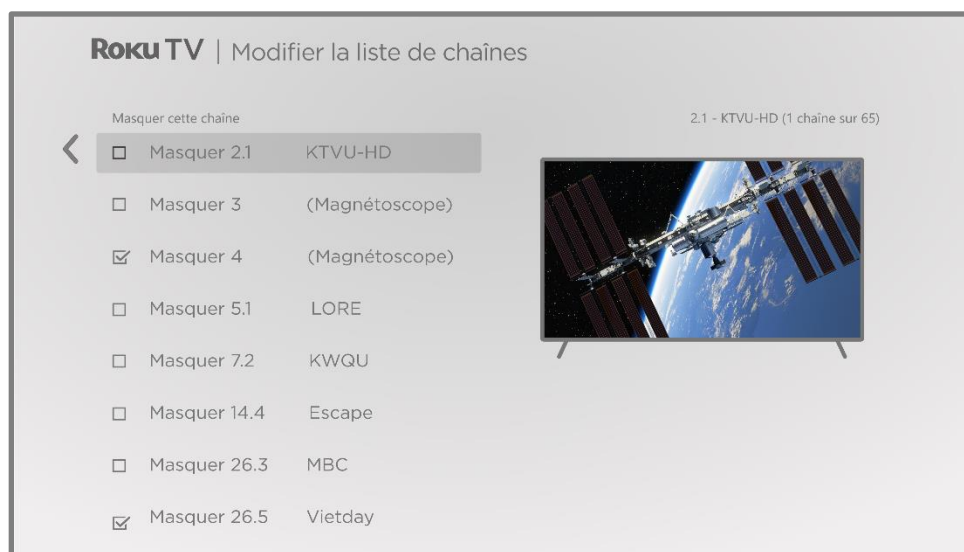 Roku TV | Modifier la liste de chaînes
Masquer cette chaîne
2.1 - KTVU-HD (1 chaîne sur 65)
Masquer 2.1 KTVU-HD
Masquer 3 (Magnétoscope)
Masquer 4 (Magnétoscope)
Masquer 5.1 LORE
Masquer 7.2 KWQU
Masquer 14.4 Escape
Masquer 26.3 MBC
Masquer 26.5 Vietday